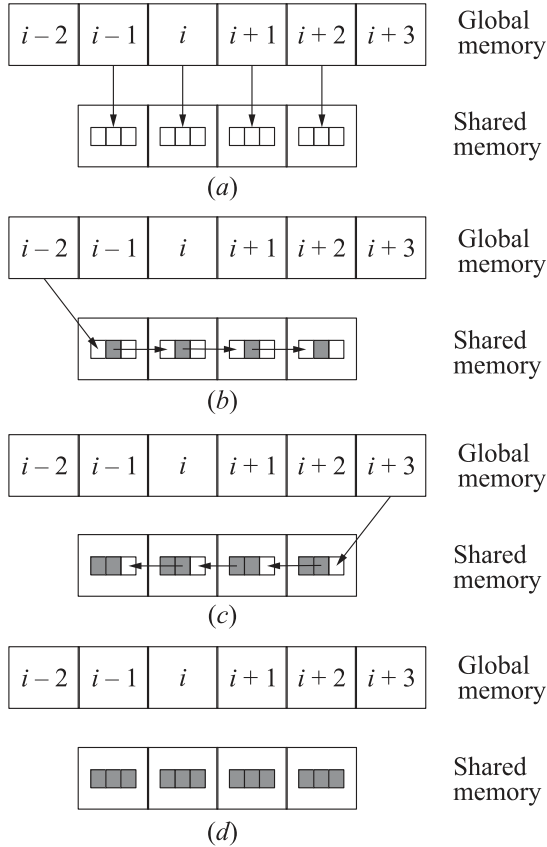 i – 2 i – 1 i i + 1 i + 2 i + 3 Global
memory
Shared
memory
(a)
i – 2 i – 1 i i + 1 i + 2 i + 3 Global
memory
Shared
memory
(b)
i – 2 i – 1 i i + 1 i + 2 i + 3 Global
memory
Shared
memory
(c)
i – 2 i – 1 i i + 1 i + 2 i + 3 Global
memory
Shared
memory
(d)